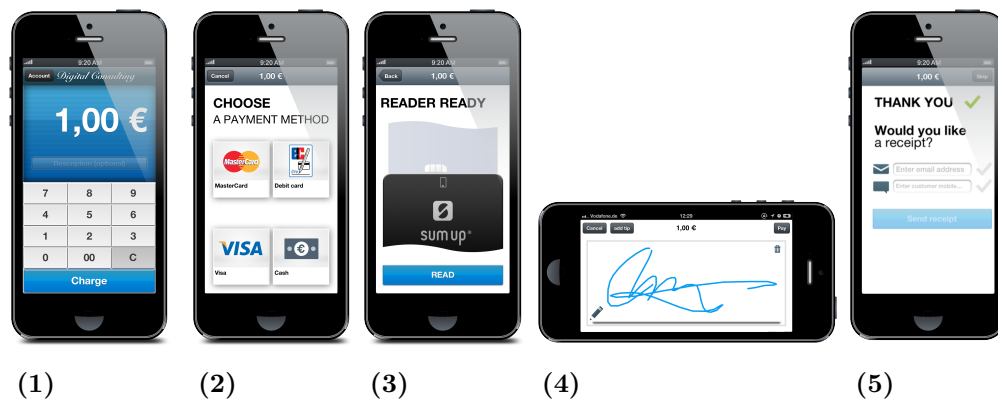 9:20 AM
Account Digital Consulting
1,00 €
Description (optional)
7 8 9
4 5 6
1 2 3
0 00 C
Charge
(1)
9:20 AM
Cancel 1,00 €
CHOOSE
A PAYMENT METHOD
MasterCard
MasterCard Debit card
VISA €
Visa Cash
(2)
9:20 AM
Back 1,00 €
READER READY
sumup®
READ
(3)
Vodafone.de 12:29
Cancel add tip 1,00 € Pay
(4)
9:20 AM
1,00 € Skip
THANK YOU
Would you like
a receipt?
Enter email address
Enter customer mobile...
Send receipt
(5)